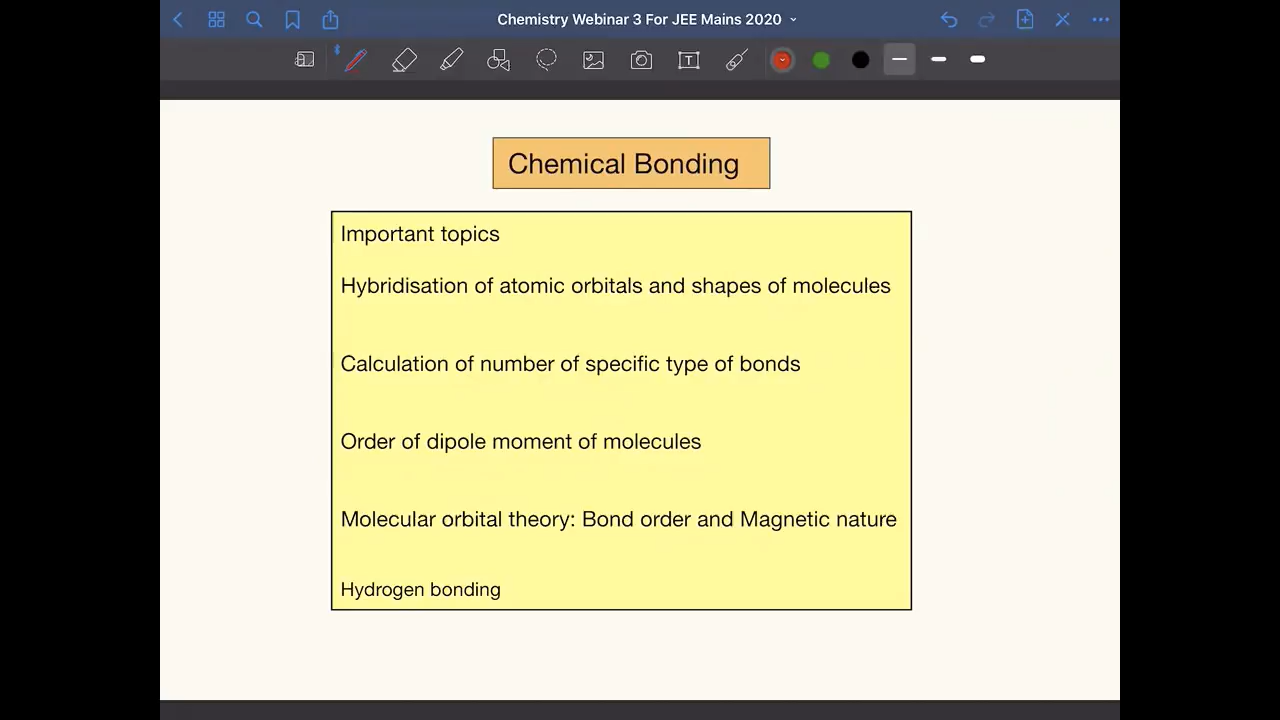 Chemistry Webinar 3 For JEE Mains 2020
T
Chemical Bonding
Important topics
Hybridisation of atomic orbitals and shapes of molecules
Calculation of number of specific type of bonds
Order of dipole moment of molecules
Molecular orbital theory: Bond order and Magnetic nature
Hydrogen bonding